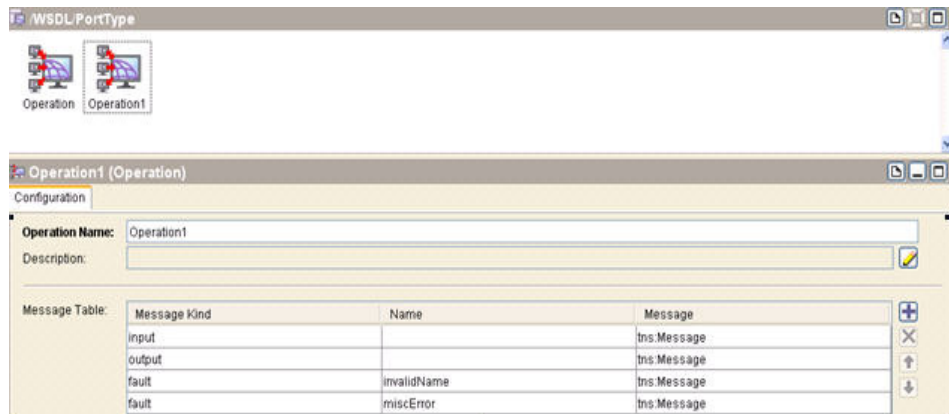 /WSDL/PortType
Operation Operation1
Operation1 (Operation)
Configuration
Operation Name: Operation1
Description:
Message Table: Message Kind Name Message
input tns:Message
output tns:Message
fault invalidName tns:Message
fault miscError tns:Message